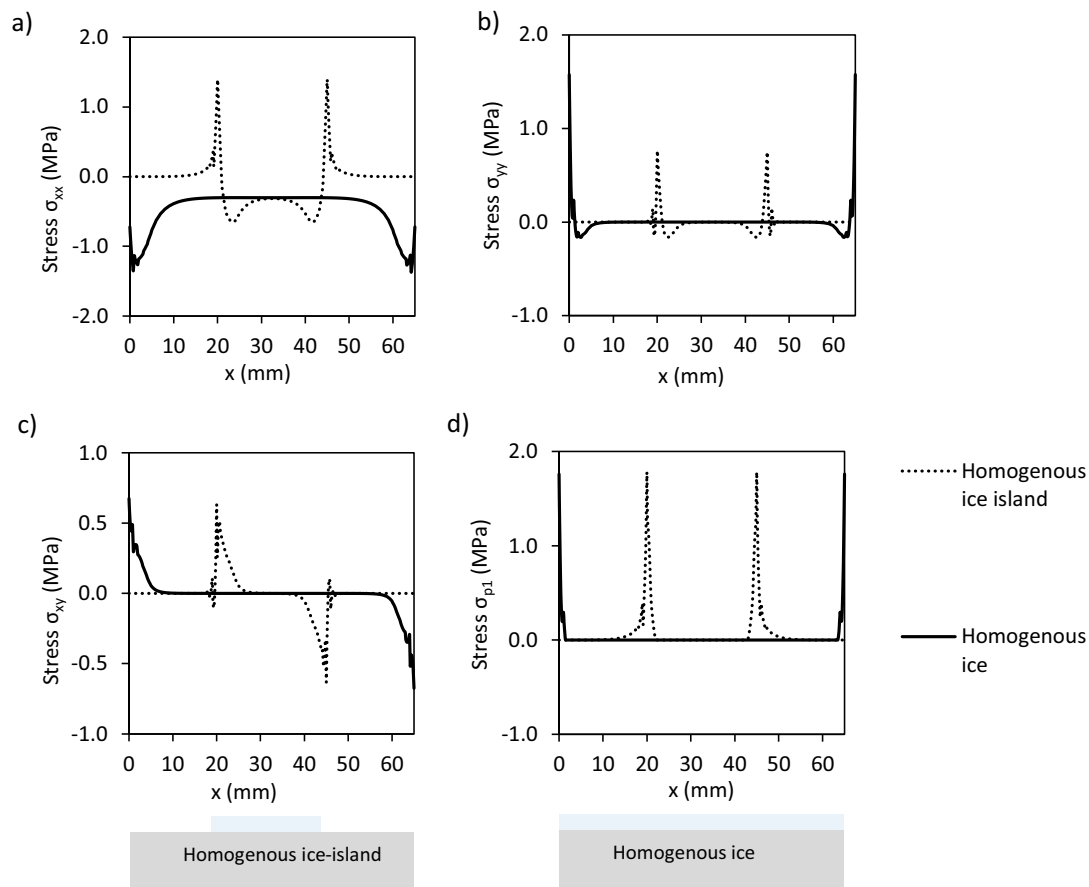 a)
2.0
1.0
0.0
-1.0
-2.0
Stress σxx (MPa)
0 10 20 30 40 50 60
x (mm)
b)
2.0
1.0
0.0
-1.0
Stress σyy (MPa)
0 20 40 60
x (mm)
c)
1.0
0.5
0.0
-0.5
-1.0
Stress σxy (MPa)
0 10 20 30 40 50 60
x (mm)
Homogenous ice-island
d)
2.0
1.0
0.0
-1.0
Stress σp1 (MPa)
0 10 20 30 40 50 60
x (mm)
Homogenous ice
Homogenous
ice island
Homogenous
ice